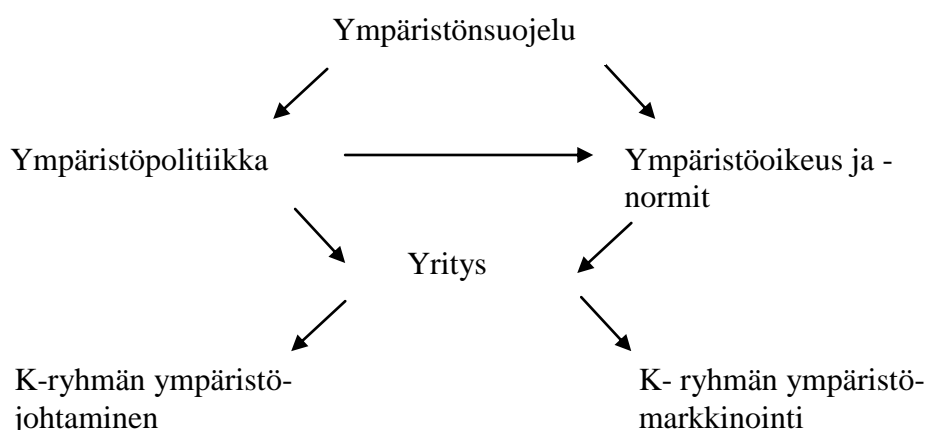 Ympäristönsuojelu
Ympäristöpolitiikka
Ympäristöoikeus ja -
normit
Yritys
K-ryhmän ympäristö-
johtaminen
K- ryhmän ympäristö-
markkinointi